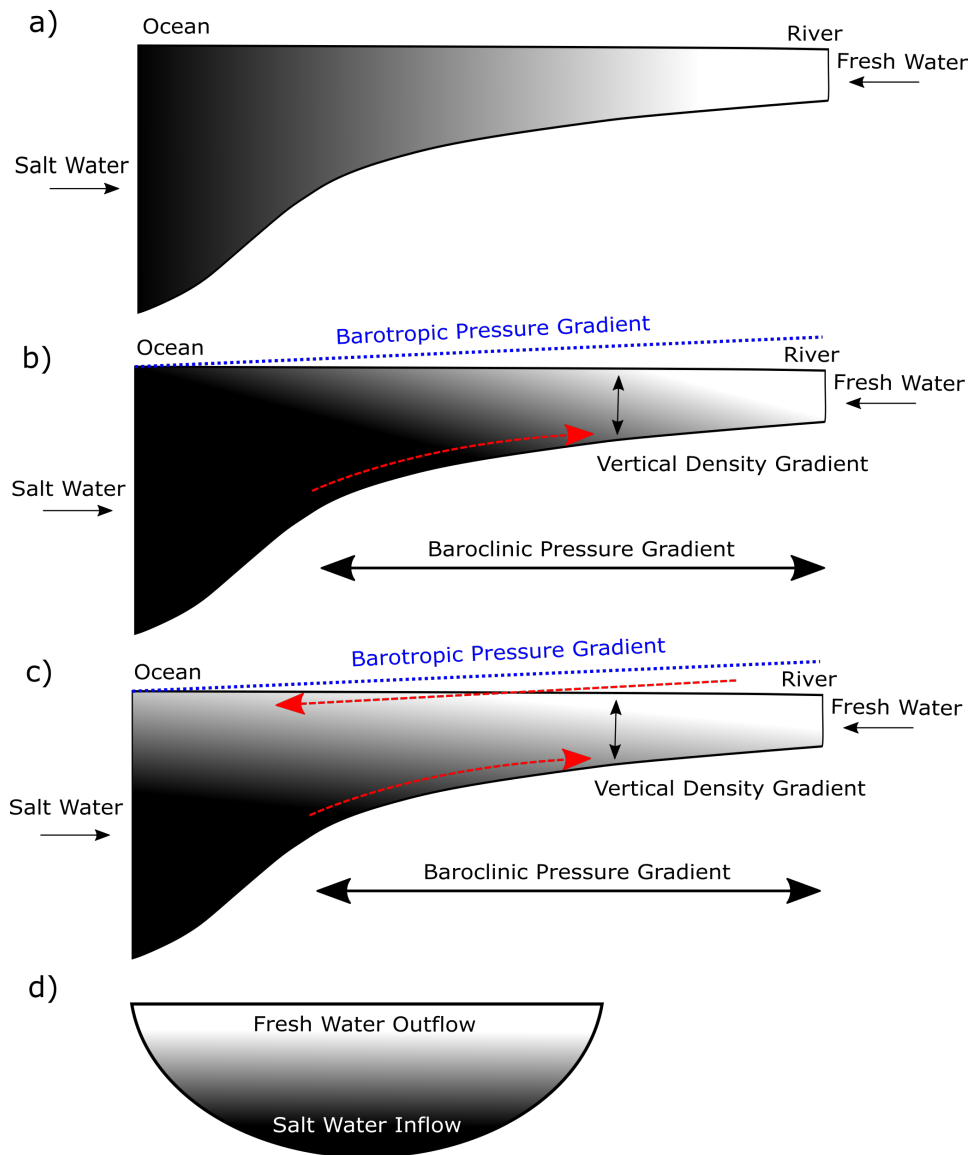 a)
Ocean
River
Fresh Water
Salt Water
Barotropic Pressure Gradient
b)
Ocean
River
Fresh Water
Vertical Density Gradient
Salt Water
Baroclinic Pressure Gradient
Barotropic Pressure Gradient
c)
Ocean
River
Fresh Water
Vertical Density Gradient
Salt Water
Baroclinic Pressure Gradient
d)
Fresh Water Outflow
Salt Water Inflow